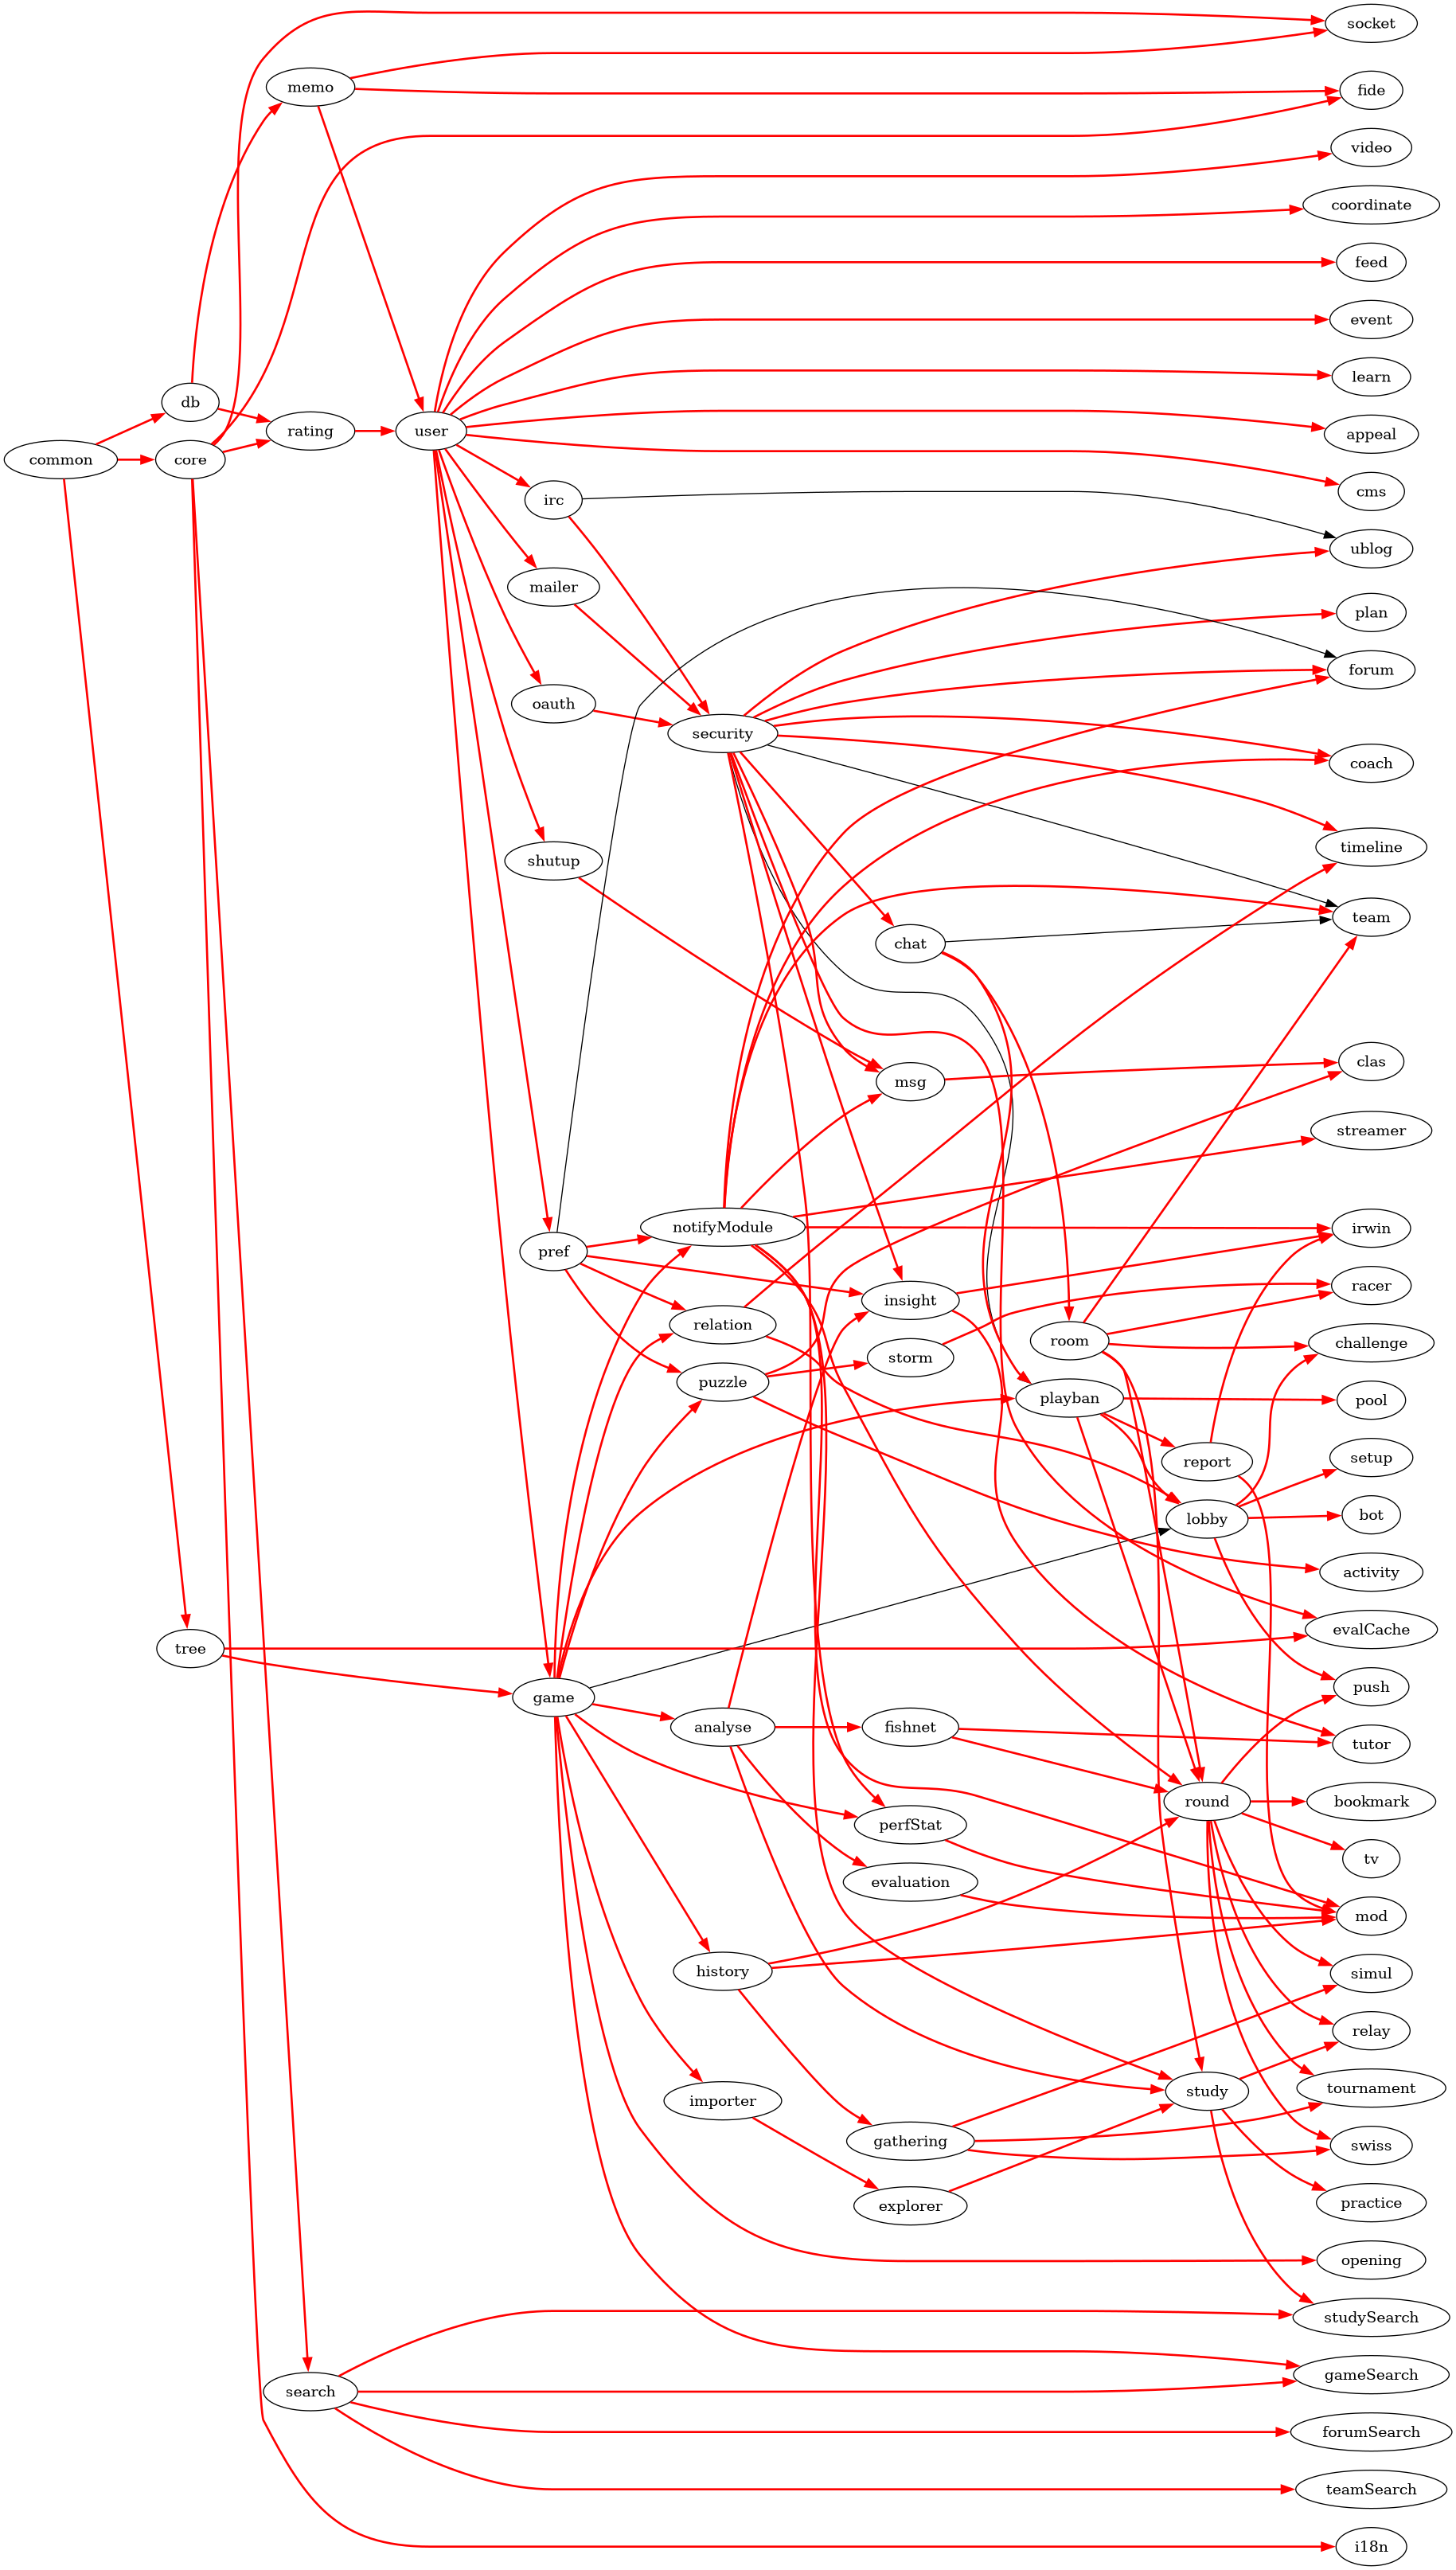 socket
memo
fide
video
coordinate
feed
event
learn
db
rating
user
appeal
common
core
cms
irc
ublog
mailer
plan
forum
oauth
security
coach
timeline
shutup
team
chat
clas
msg
streamer
notifyModule
irwin
pref
racer
insight
relation
room
challenge
storm
puzzle
playban
pool
report
setup
lobby
bot
activity
evalCache
tree
push
game
analyse
fishnet
tutor
round
bookmark
perfStat
tv
evaluation
mod
history
simul
relay
study
tournament
importer
gathering
swiss
explorer
practice
opening
studySearch
gameSearch
search
forumSearch
teamSearch
i18n